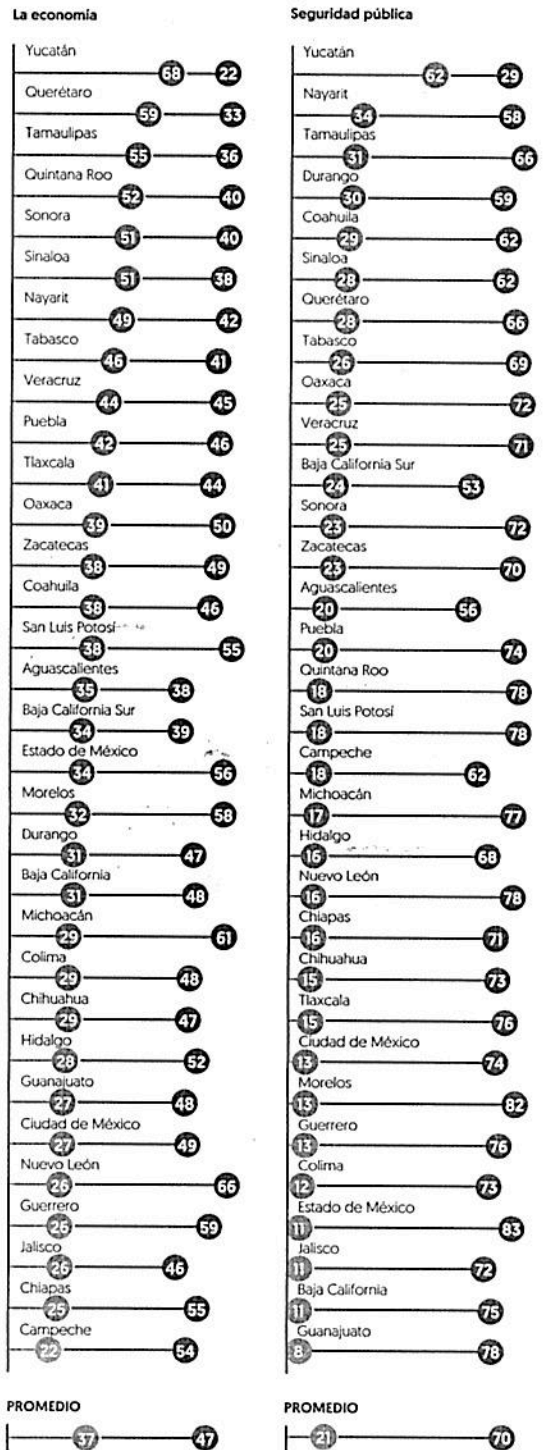 La economía
Yucatán
68 22
Querétaro
59 33
Tamaulipas
55 36
Quintana Roo
52 40
Sonora
51 40
Sinaloa
51 38
Nayarit
49 42
Tabasco
46 41
Veracruz
44 45
Puebla
42 46
Tlaxcala
41 44
Oaxaca
39 50
Zacatecas
38 49
Coahuila
38 46
San Luis Potosí
38 55
Aguascalientes
35 38
Baja California Sur
34 39
Estado de México
34 56
Morelos
32 58
Durango
31 47
Baja California
31 48
Michoacán
29 61
Colima
29 48
Chihuahua
29 47
Hidalgo
28 52
Guanajuato
27 48
Ciudad de México
27 49
Nuevo León
26 66
Guerrero
26 59
Jalisco
26 46
Chiapas
25 55
Campeche
22 54
PROMEDIO
37 47
Seguridad pública
Yucatán
62 29
Nayarit
34 58
Tamaulipas
31 66
Durango
30 59
Coahuila
29 62
Sinaloa
28 62
Querétaro
28 66
Tabasco
26 69
Oaxaca
25 72
Veracruz
25 71
Baja California Sur
24 53
Sonora
23 72
Zacatecas
23 70
Aguascalientes
20 56
Puebla
20 74
Quintana Roo
18 78
San Luis Potosí
18 78
Campeche
18 62
Michoacán
17 77
Hidalgo
16 68
Nuevo León
16 78
Chiapas
16 71
Chihuahua
15 73
Tlaxcala
15 76
Ciudad de México
13 74
Morelos
13 82
Guerrero
13 76
Colima
12 73
Estado de México
11 83
Jalisco
11 72
Baja California
11 75
Guanajuato
8 78
PROMEDIO
21 70